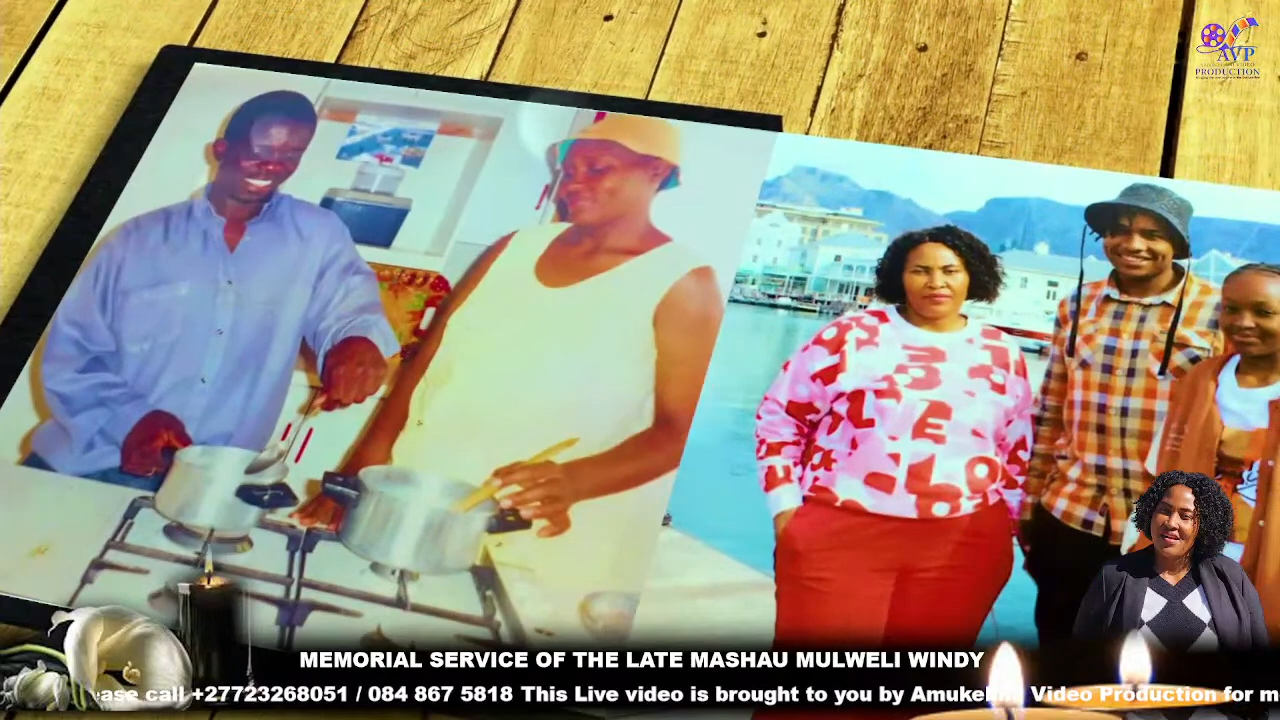 AVP
PRODUCTION
MEMORIAL SERVICE OF THE LATE MASHAU MULWELI WINDY
call +27723268051 / 084 867 5818 This Live video is brought to you by Video Production for